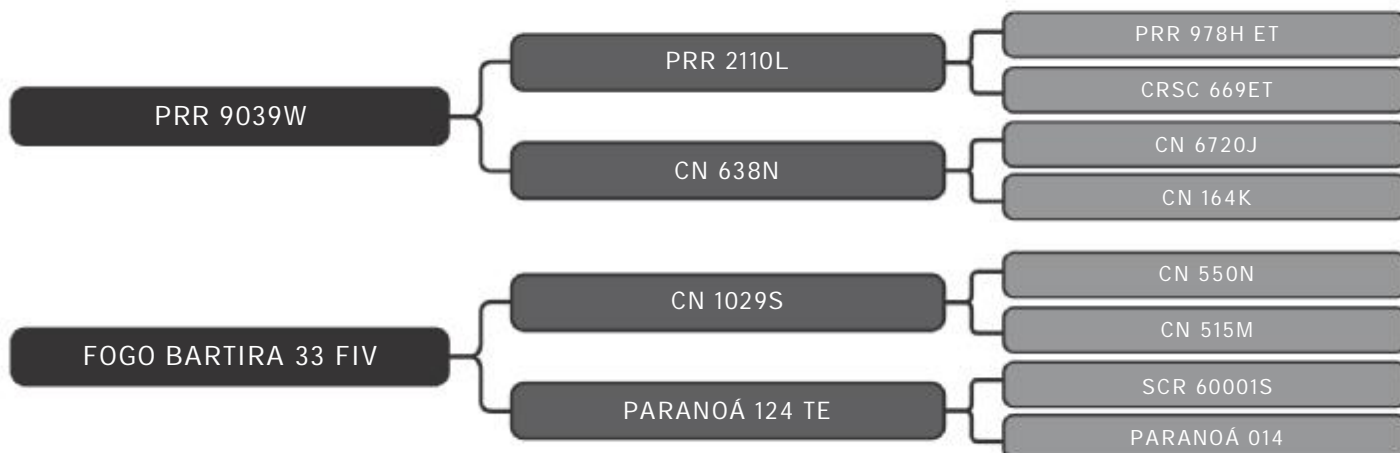 PRR 9039W
PRR 2110L
PRR 978H ET
CRSC 669ET
CN 638N
CN 6720J
CN 164K
FOGO BARTIRA 33 FIV
CN 1029S
CN 550N
CN 515M
PARANOÁ 124 TE
SCR 60001S
PARANOÁ 014